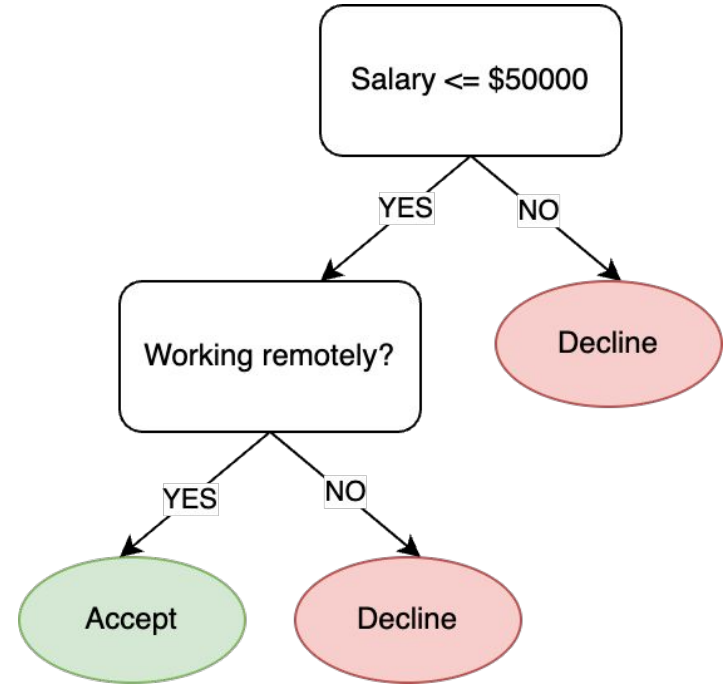 Salary <= $50000
YES
NO
Working remotely?
Decline
YES
NO
Accept
Decline